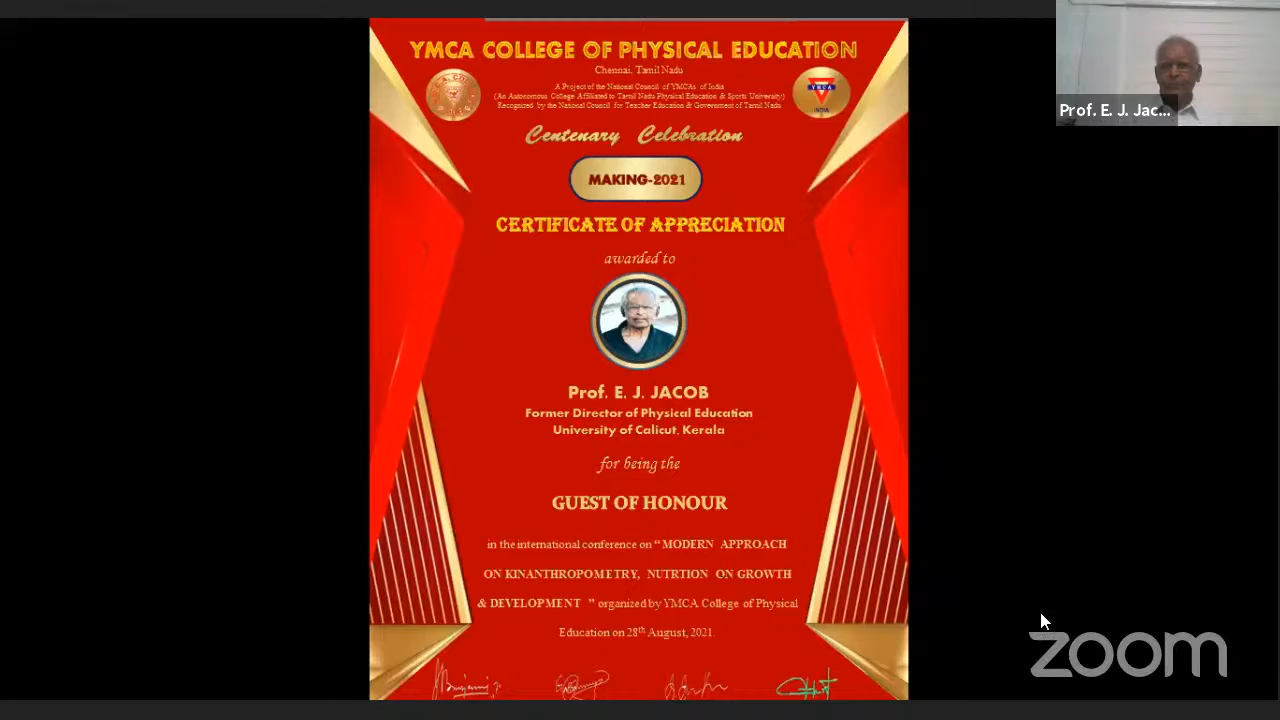 YMCA COLLEGE OF PHYSICAL EDUCATION
Chennai, Tamil Nadu
A Project of the National Council of YMCAs of India
(An Autonomous College Affiliated to Tamil Nadu Physical Education & Sports University)
Recognized by the National Council for Teacher Education & Government of Tamil Nadu
YMCA
INDIA
Centenary Celebration
MAKING-2021
CERTIFICATE OF APPRECIATION
awarded to
Prof. E. J. JACOB
Former Director of Physical Education
University of Calicut, Kerala
for being the
GUEST OF HONOUR
in the international conference on “MODERN APPROACH
ON KINANTHROPOMETRY, NUTRTION ON GROWTH
& DEVELOPMENT ” organized by YMCA College of Physical
Education on 28th August, 2021.
Prof. E. J. Jac...
zoom